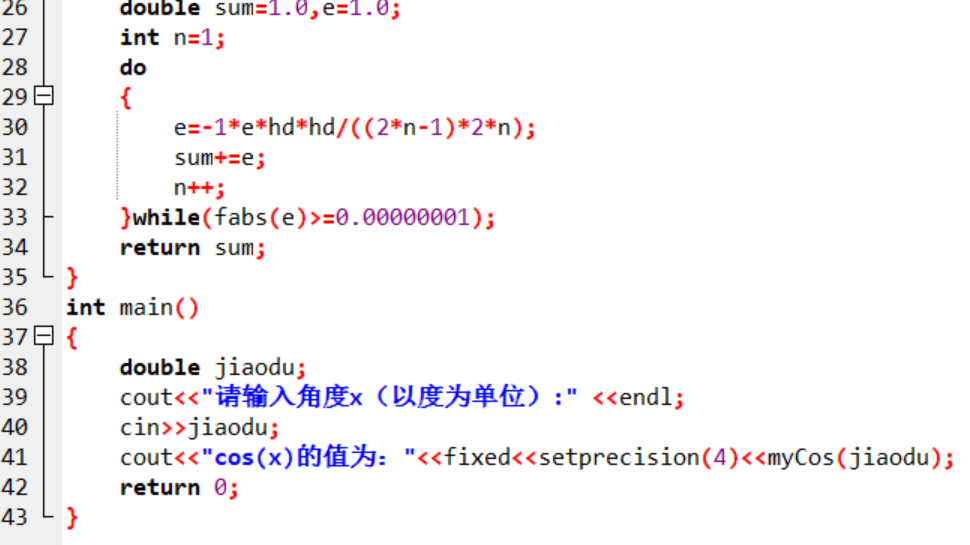 26 double sum=1.0,e=1.0;
27 int n=1;
28 do
29 {
30 e=-1*e*hd*hd/((2*n-1)*2*n);
31 sum+=e;
32 n++;
33 }while(fabs(e)>=0.00000001);
34 return sum;
35 }
36 int main()
37 {
38 double jiaodu;
39 cout<<"请输入角度x（以度为单位）:" <<endl;
40 cin>>jiaodu;
41 cout<<"cos(x)的值为: "<<fixed<<setprecision(4)<<myCos(jiaodu);
42 return 0;
43 }